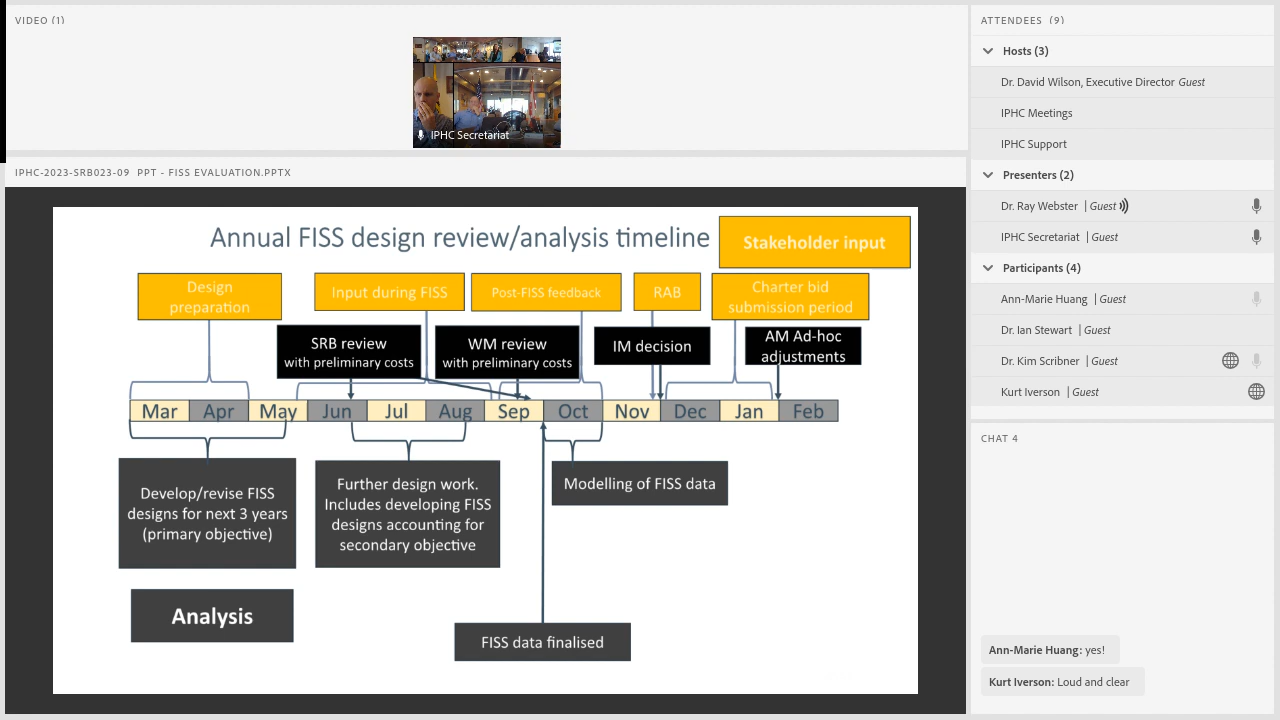 VIDEO (1)
IPHC Secretariat
IPHC-2023-SRB023-09 PPT - FISS EVALUATION.PPTX
Annual FISS design review/analysis timeline
Stakeholder input
Design
preparation
Input during FISS
Post-FISS feedback
RAB
Charter bid
submission period
SRB review
with preliminary costs
WM review
with preliminary costs
IM decision
AM Ad-hoc
adjustments
Mar Apr May Jun Jul Aug Sep Oct Nov Dec Jan Feb
Develop/revise FISS
designs for next 3 years
(primary objective)
Further design work.
Includes developing FISS
designs accounting for
secondary objective
Modelling of FISS data
Analysis
FISS data finalised
ATTENDEES (9)
Hosts (3)
Dr. David Wilson, Executive Director Guest
IPHC Meetings
IPHC Support
Presenters (2)
Dr. Ray Webster | Guest
IPHC Secretariat | Guest
Participants (4)
Ann-Marie Huang | Guest
Dr. Ian Stewart | Guest
Dr. Kim Scribner | Guest
Kurt Iverson | Guest
CHAT 4
Ann-Marie Huang: yes!
Kurt Iverson: Loud and clear